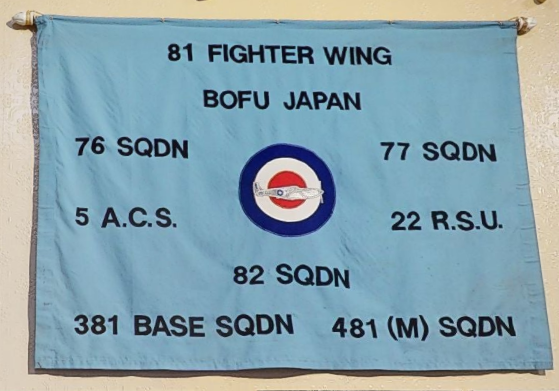 81 FIGHTER WING
BOFU JAPAN
76 SQDN 77 SQDN
5 A.C.S. 22 R.S.U.
82 SQDN
381 BASE SQDN 481 (M) SQDN